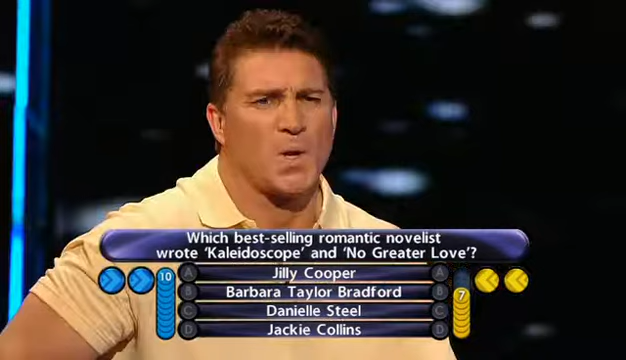 Which best-selling romantic novelist
wrote 'Kaleidoscope' and 'No Greater Love'?
10
A Jilly Cooper A
B Barbara Taylor Bradford B
7
C Danielle Steel C
D Jackie Collins D